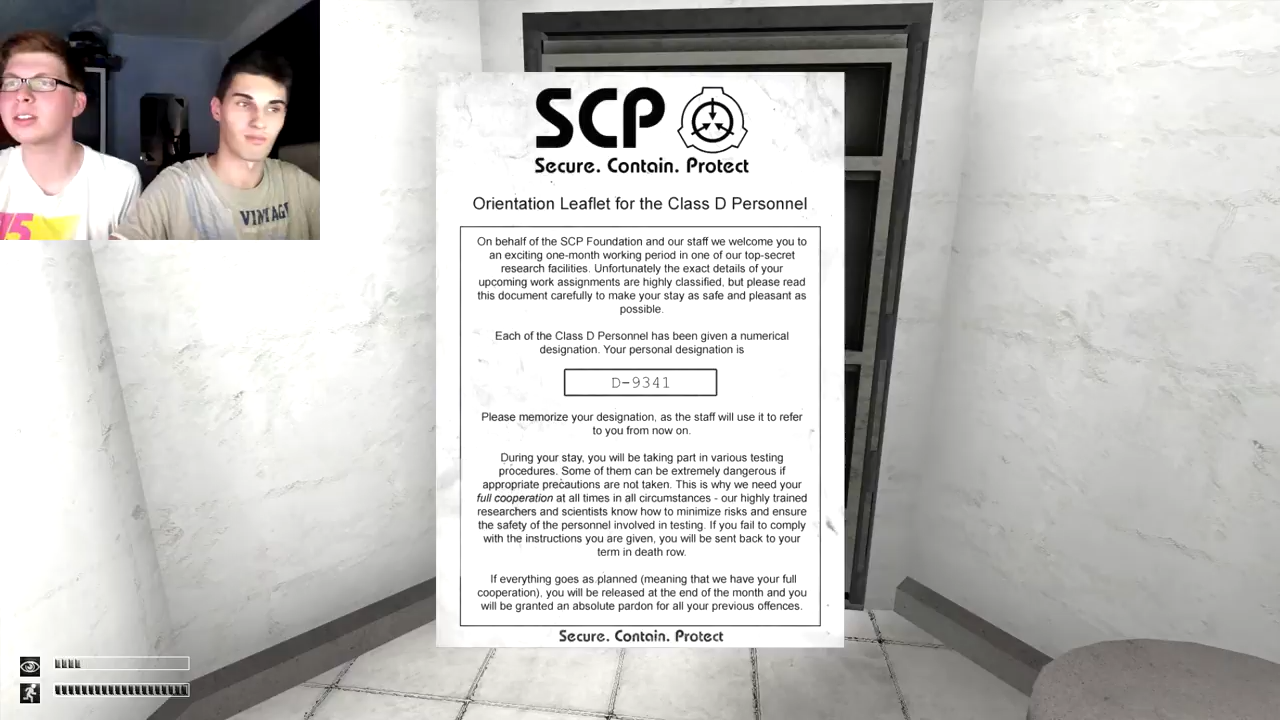 SCP
Secure. Contain. Protect
Orientation Leaflet for the Class D Personnel
On behalf of the SCP Foundation and our staff we welcome you to
an exciting one-month working period in one of our top-secret
research facilities. Unfortunately the exact details of your
upcoming work assignments are highly classified, but please read
this document carefully to make your stay as safe and pleasant as
possible.
Each of the Class D Personnel has been given a numerical
designation. Your personal designation is
D-9341
Please memorize your designation, as the staff will use it to refer
to you from now on.
During your stay, you will be taking part in various testing
procedures. Some of them can be extremely dangerous if
appropriate precautions are not taken. This is why we need your
full cooperation at all times in all circumstances - our highly trained
researchers and scientists know how to minimize risks and ensure
the safety of the personnel involved in testing. If you fail to comply
with the instructions you are given, you will be sent back to your
term in death row.
If everything goes as planned (meaning that we have your full
cooperation), you will be released at the end of the month and you
will be granted an absolute pardon for all your previous offences.
Secure. Contain. Protect
VINTAGE